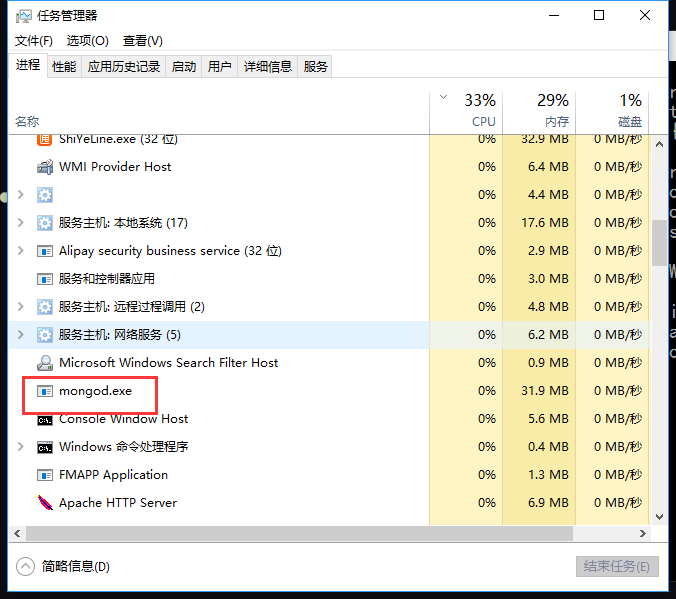 任务管理器
文件(F) 选项(O) 查看(V)
进程 性能 应用历史记录 启动 用户 详细信息 服务
33% 29% 1%
名称 CPU 内存 磁盘
ShiYeLine.exe (32 位) 0% 32.9 MB 0 MB/秒
WMI Provider Host 0% 6.4 MB 0 MB/秒
0% 4.4 MB 0 MB/秒
服务主机: 本地系统 (17) 0% 17.6 MB 0 MB/秒
Alipay security business service (32 位) 0% 2.9 MB 0 MB/秒
服务和控制器应用 0% 3.0 MB 0 MB/秒
服务主机: 远程过程调用 (2) 0% 4.8 MB 0 MB/秒
服务主机: 网络服务 (5) 0% 6.2 MB 0 MB/秒
Microsoft Windows Search Filter Host 0% 0.9 MB 0 MB/秒
mongod.exe 0% 31.9 MB 0 MB/秒
Console Window Host 0% 5.6 MB 0 MB/秒
Windows 命令处理程序 0% 0.4 MB 0 MB/秒
FMAPP Application 0% 1.3 MB 0 MB/秒
Apache HTTP Server 0% 6.9 MB 0 MB/秒
简略信息(D) 结束任务(E)